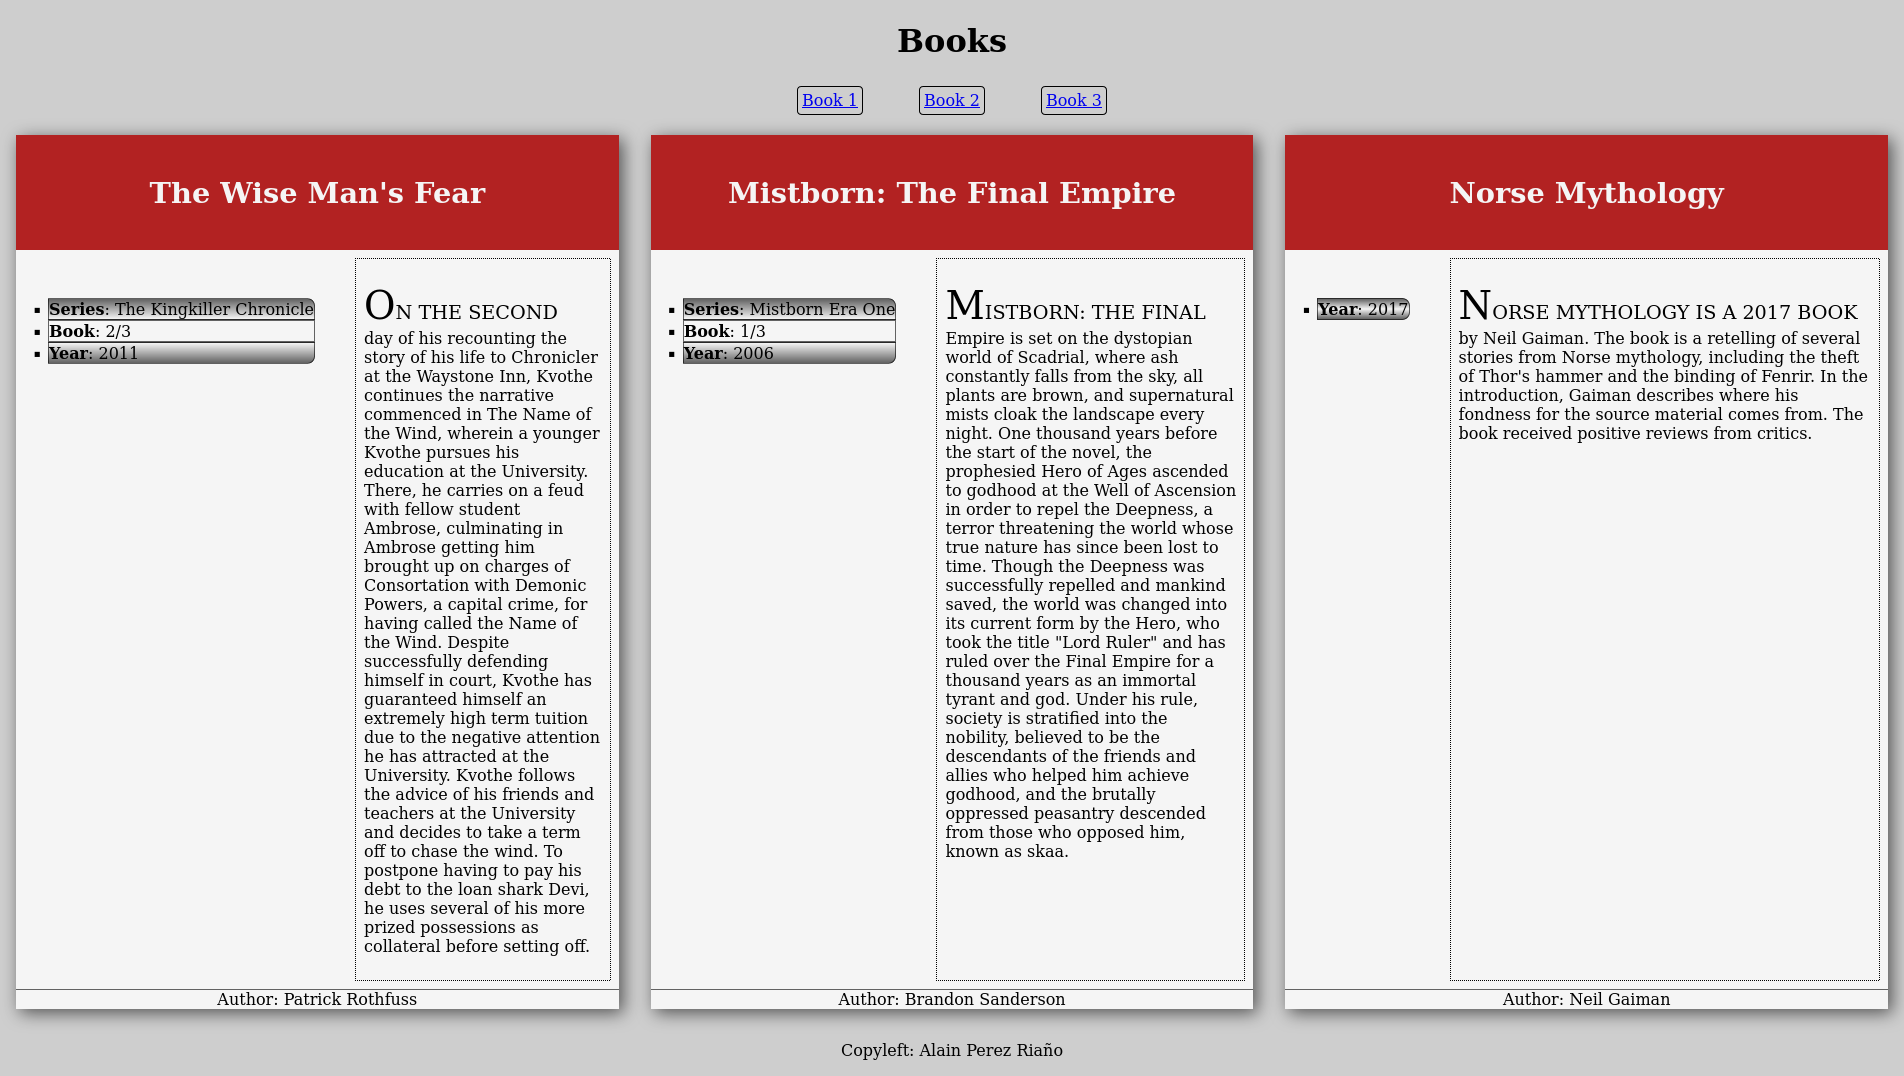 Books
Book 1
Book 2
Book 3
The Wise Man's Fear
Series: The Kingkiller Chronicle
Book: 2/3
Year: 2011
ON THE SECOND
day of his recounting the
story of his life to Chronicler
at the Waystone Inn, Kvothe
continues the narrative
commenced in The Name of
the Wind, wherein a younger
Kvothe pursues his
education at the University.
There, he carries on a feud
with fellow student
Ambrose, culminating in
Ambrose getting him
brought up on charges of
Consortation with Demonic
Powers, a capital crime, for
having called the Name of
the Wind. Despite
successfully defending
himself in court, Kvothe has
guaranteed himself an
extremely high term tuition
due to the negative attention
he has attracted at the
University. Kvothe follows
the advice of his friends and
teachers at the University
and decides to take a term
off to chase the wind. To
postpone having to pay his
debt to the loan shark Devi,
he uses several of his more
prized possessions as
collateral before setting off.
Author: Patrick Rothfuss
Mistborn: The Final Empire
Series: Mistborn Era One
Book: 1/3
Year: 2006
MISTBORN: THE FINAL
Empire is set on the dystopian
world of Scadrial, where ash
constantly falls from the sky, all
plants are brown, and supernatural
mists cloak the landscape every
night. One thousand years before
the start of the novel, the
prophesied Hero of Ages ascended
to godhood at the Well of Ascension
in order to repel the Deepness, a
terror threatening the world whose
true nature has since been lost to
time. Though the Deepness was
successfully repelled and mankind
saved, the world was changed into
its current form by the Hero, who
took the title "Lord Ruler" and has
ruled over the Final Empire for a
thousand years as an immortal
tyrant and god. Under his rule,
society is stratified into the
nobility, believed to be the
descendants of the friends and
allies who helped him achieve
godhood, and the brutally
oppressed peasantry descended
from those who opposed him,
known as skaa.
Author: Brandon Sanderson
Norse Mythology
Year: 2017
NORSE MYTHOLOGY IS A 2017 BOOK
by Neil Gaiman. The book is a retelling of several
stories from Norse mythology, including the theft
of Thor's hammer and the binding of Fenrir. In the
introduction, Gaiman describes where his
fondness for the source material comes from. The
book received positive reviews from critics.
Author: Neil Gaiman
Copyleft: Alain Perez Riaño